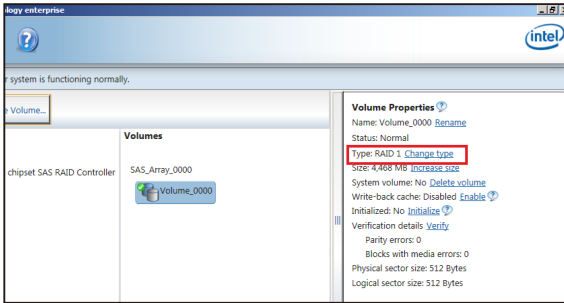 ology enterprise
?
intel
r system is functioning normally.
e Volume...
chipset SAS RAID Controller
Volumes
SAS_Array_0000
Volume_0000
Volume Properties ?
Name: Volume_0000 Rename
Status: Normal
Type: RAID 1 Change type
Size: 4,468 MB Increase size
System volume: No Delete volume
Write-back cache: Disabled Enable ?
Initialized: No Initialize ?
Verification details Verify
Parity errors: 0
Blocks with media errors: 0
Physical sector size: 512 Bytes
Logical sector size: 512 Bytes